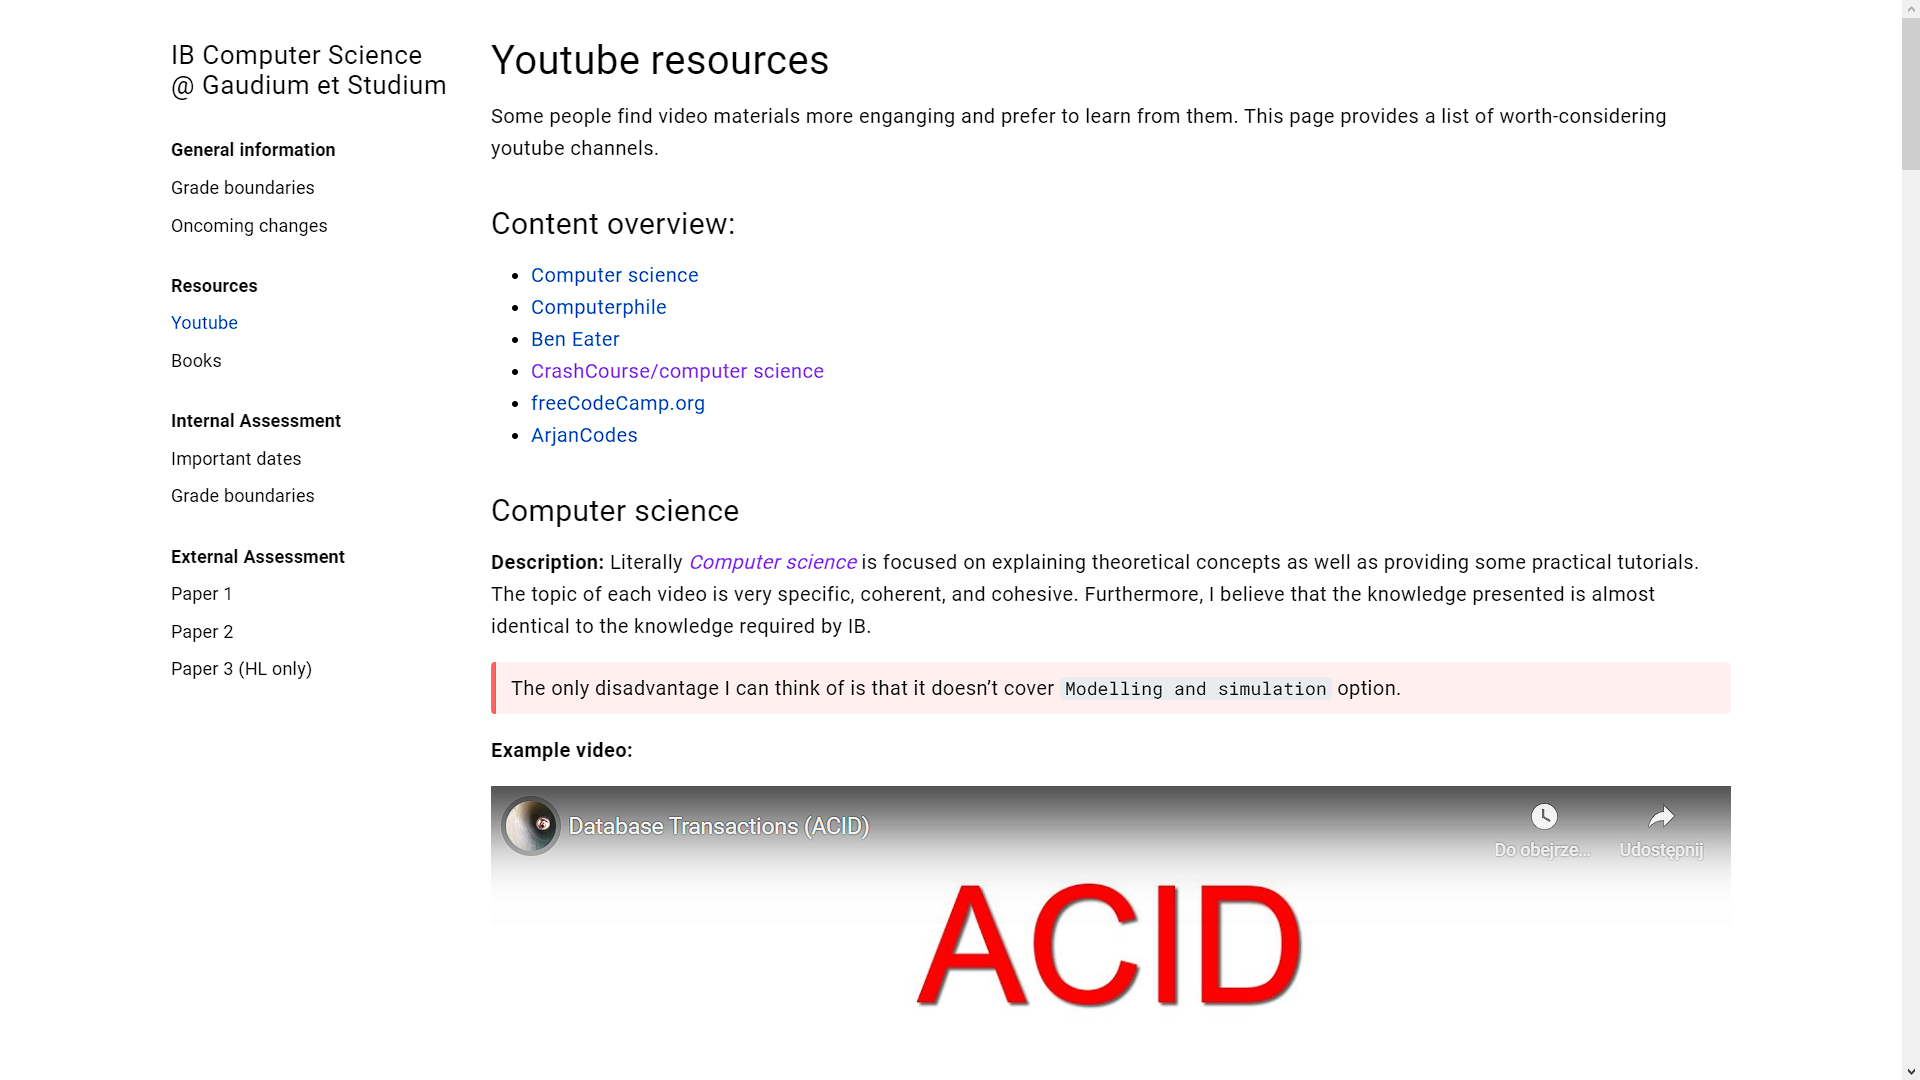 IB Computer Science
@ Gaudium et Studium
General information
Grade boundaries
Oncoming changes
Resources
Youtube
Books
Internal Assessment
Important dates
Grade boundaries
External Assessment
Paper 1
Paper 2
Paper 3 (HL only)
Youtube resources
Some people find video materials more enganging and prefer to learn from them. This page provides a list of worth-considering
youtube channels.
Content overview:
Computer science
Computerphile
Ben Eater
CrashCourse/computer science
freeCodeCamp.org
ArjanCodes
Computer science
Description: Literally Computer science is focused on explaining theoretical concepts as well as providing some practical tutorials.
The topic of each video is very specific, coherent, and cohesive. Furthermore, I believe that the knowledge presented is almost
identical to the knowledge required by IB.
The only disadvantage I can think of is that it doesn’t cover Modelling and simulation option.
Example video:
Database Transactions (ACID)
Do obejrze...
Udostępnij
ACID